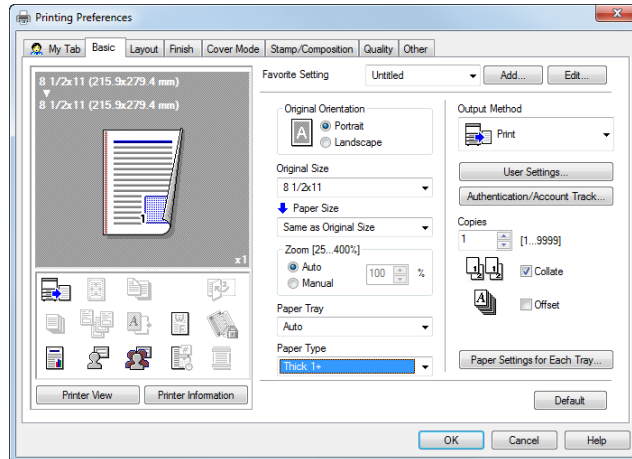 Printing Preferences
My Tab Basic Layout Finish Cover Mode Stamp/Composition Quality Other
8 1/2x11 (215.9x279.4 mm)
8 1/2x11 (215.9x279.4 mm)
1
x1
Printer View Printer Information
Favorite Setting Untitled Add... Edit...
Original Orientation
A
Portrait
Landscape
Original Size
8 1/2x11
Paper Size
Same as Original Size
Zoom [25...400%]
Auto
Manual
100 %
Paper Tray
Auto
Paper Type
Thick 1+
Output Method
Print
User Settings...
Authentication/Account Track...
Copies
1 [1...9999]
Collate
Offset
Paper Settings for Each Tray...
Default
OK Cancel Help